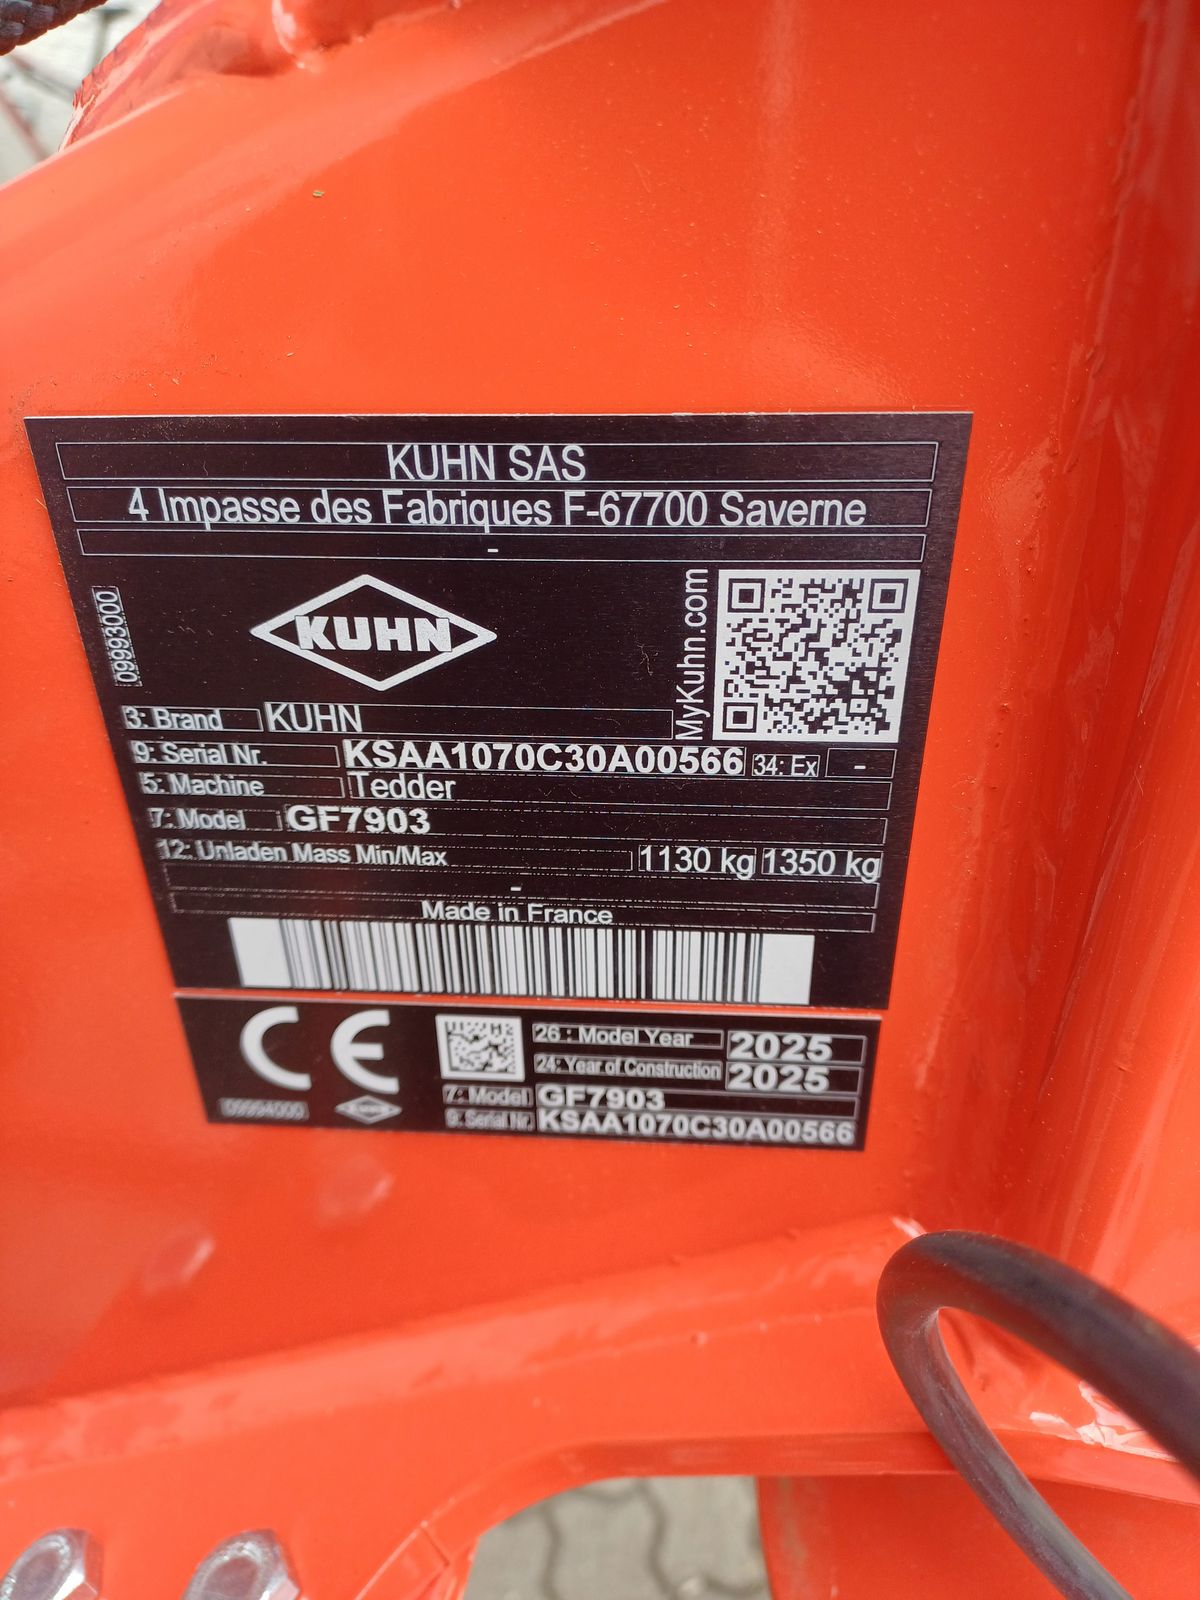 KUHN SAS
4 Impasse des Fabriques F-67700 Saverne
-
09993000
KUHN
MyKuhn.com
3: Brand KUHN
9: Serial Nr. KSAA1070C30A00566 34: Ex -
5: Machine Tedder
7: Model GF7903
12: Unladen Mass Min/Max 1130 kg 1350 kg
-
Made in France
CE
26 : Model Year 2025
24: Year of Construction 2025
7: Model GF7903
9: Serial Nr. KSAA1070C30A00566
09994000
KUHN